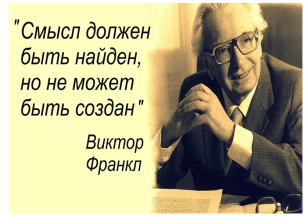 "Смысл должен
быть найден,
но не может
быть создан"
Виктор
Франкл